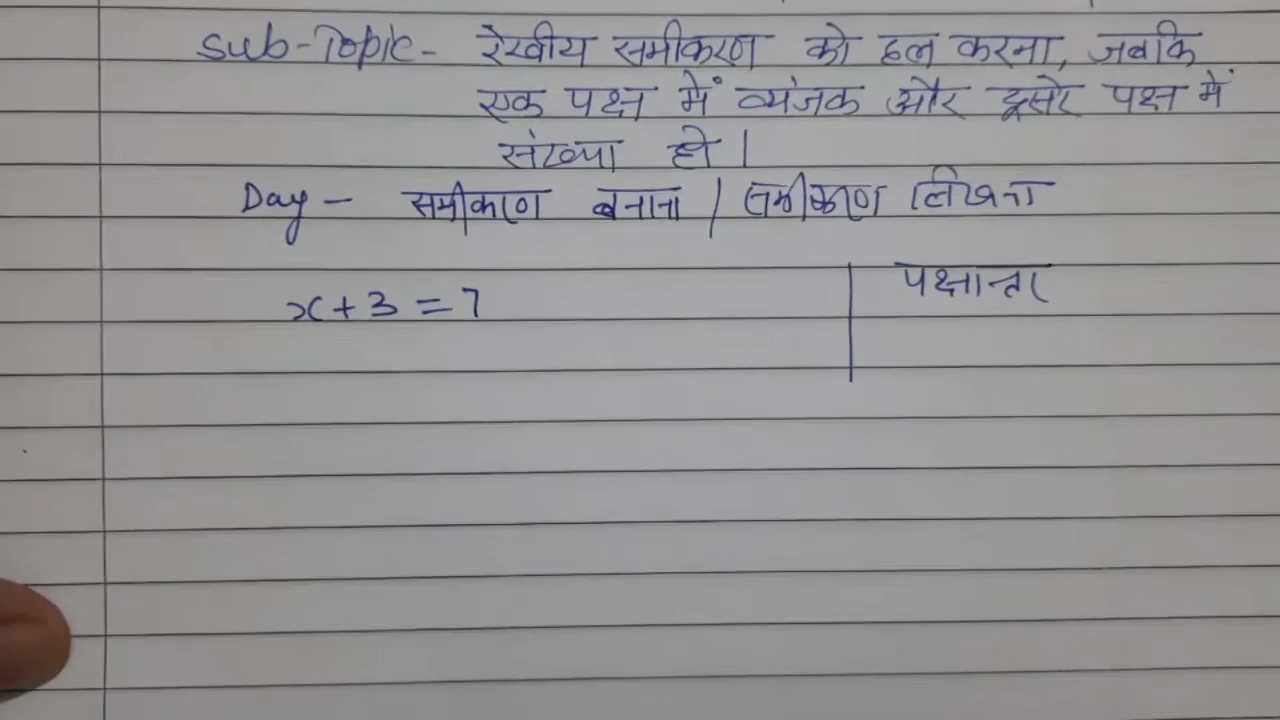 Sub-Topic - रेखीय समीकरण को हल करना, जबकि
एक पक्ष में व्यंजक और दूसरे पक्ष में
संख्या हो।
Day - समीकरण बनाना / समीकरण लिखना
x + 3 = 7
पक्षान्तर